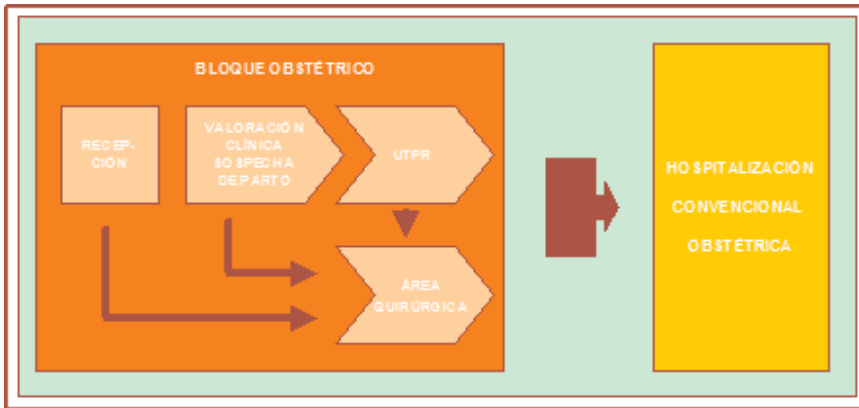 BLOQUE OBSTÉTRICO
RECEP-
CIÓN
VALORACIÓN
CLÍNICA
SOSPECHA
DE PARTO
UTPR
ÁREA
QUIRÚRGICA
HOSPITALIZACIÓN
CONVENCIONAL
OBSTÉTRICA